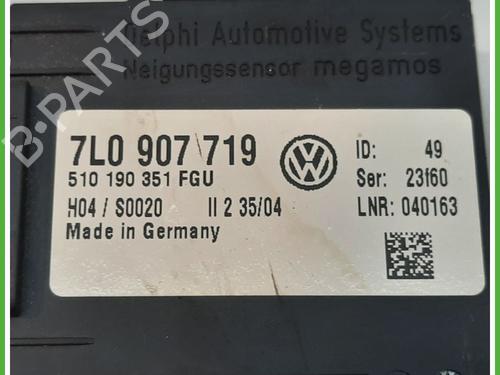 Delphi Automotive Systems
Neigungssensor megamos
7L0 907 719
510 190 351 FGU
H04 / S0020 II 2 35/04
Made in Germany
ID: 49
Ser: 23f60
LNR: 040163
B-PARTS